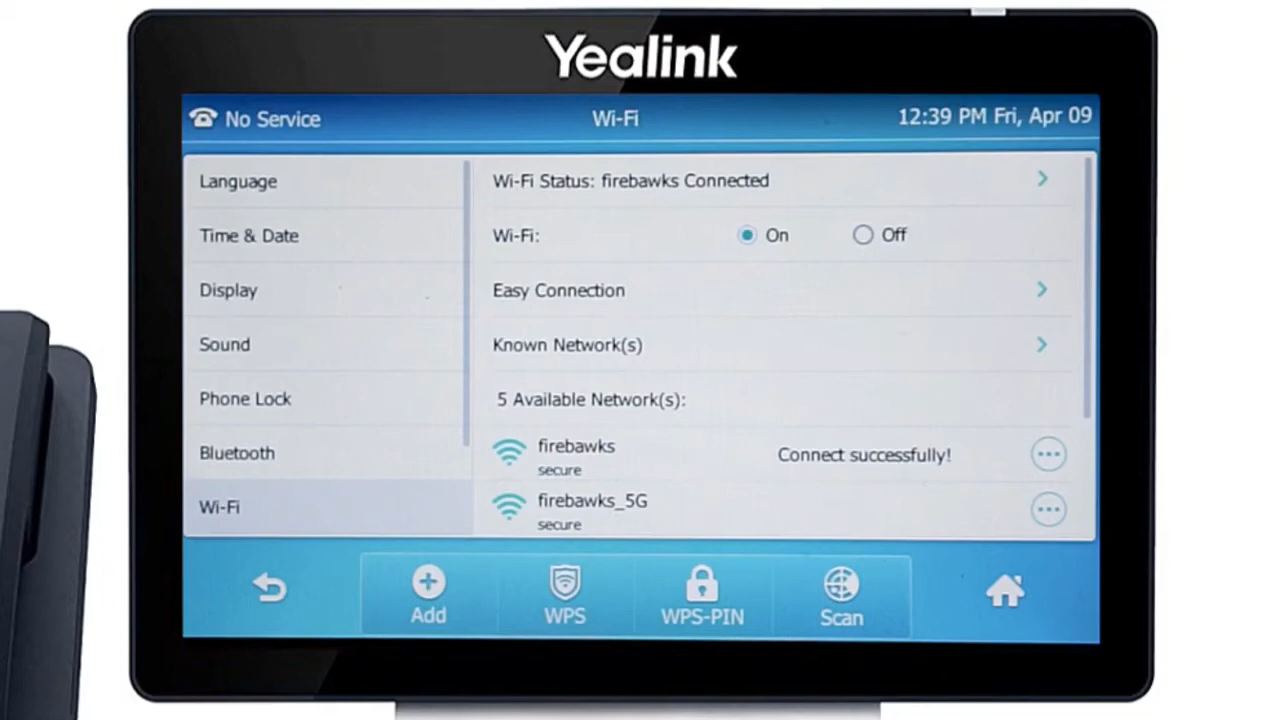 Yealink
No Service
Wi-Fi
12:39 PM Fri, Apr 09
Language
Time & Date
Display
Sound
Phone Lock
Bluetooth
Wi-Fi
Wi-Fi Status: firebawks Connected
Wi-Fi: On Off
Easy Connection
Known Network(s)
5 Available Network(s):
firebawks
secure
Connect successfully!
firebawks_5G
secure
Add
WPS
WPS-PIN
Scan